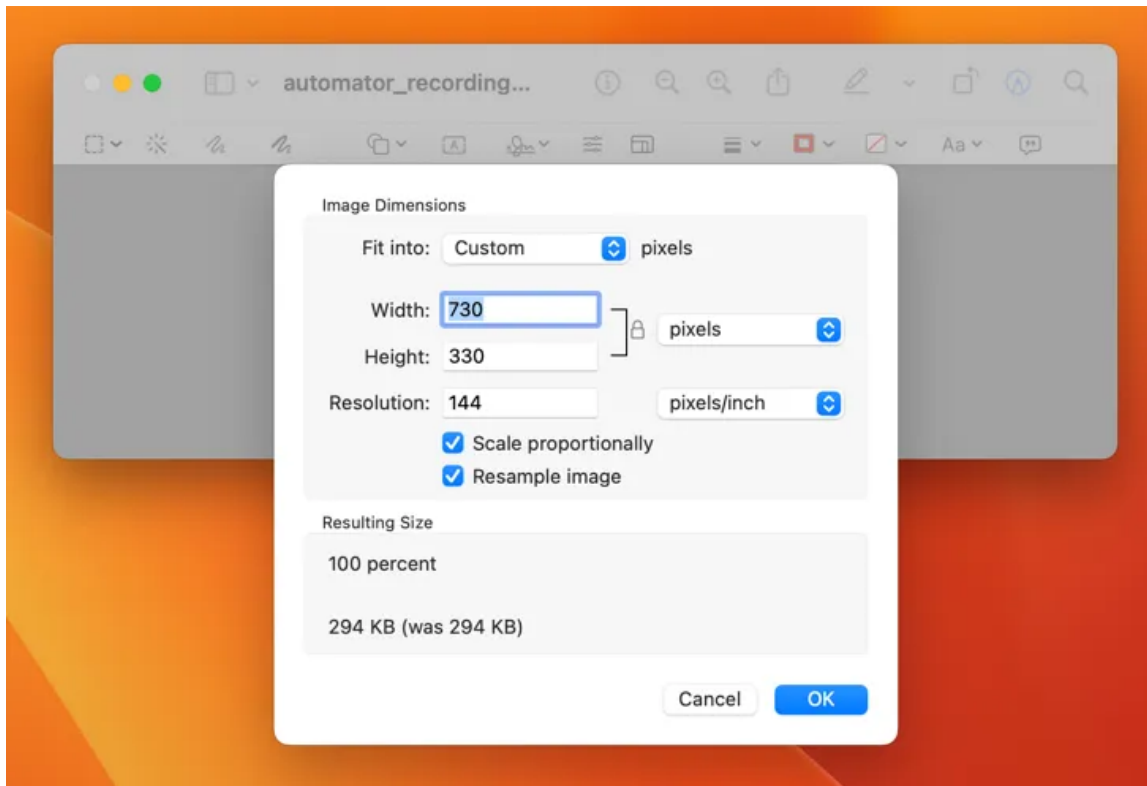 automator_recording...
A
Aa
Image Dimensions
Fit into: Custom pixels
Width: 730
pixels
Height: 330
Resolution: 144 pixels/inch
Scale proportionally
Resample image
Resulting Size
100 percent
294 KB (was 294 KB)
Cancel OK